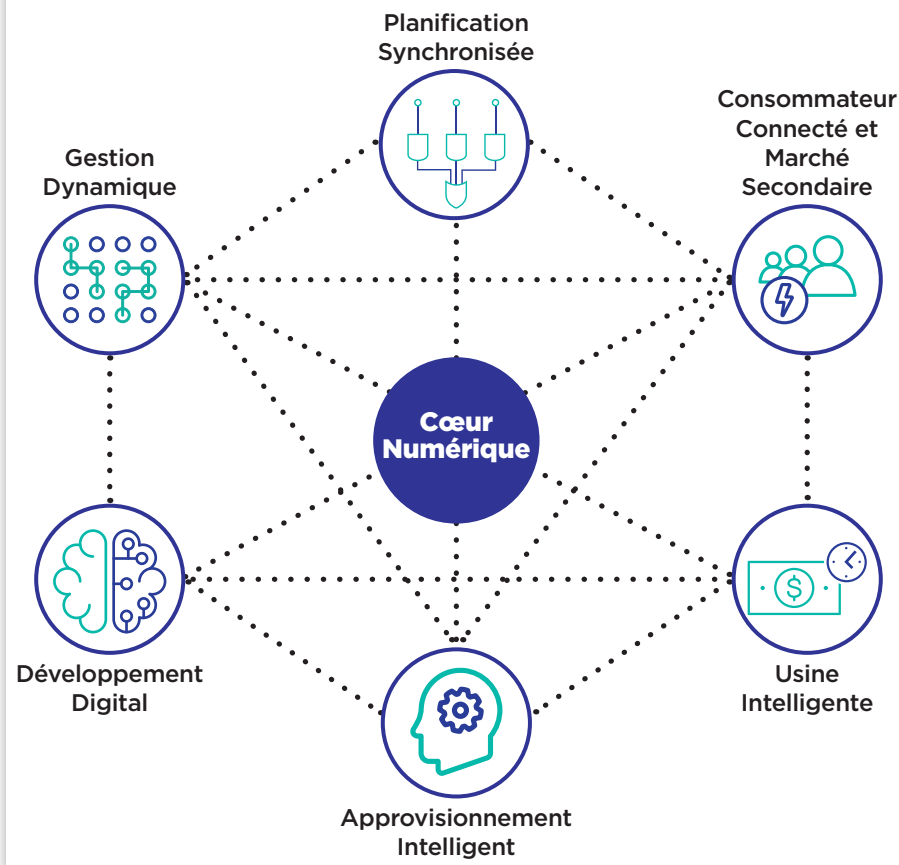 Planification
Synchronisée
Consommateur
Connecté et
Marché
Secondaire
Gestion
Dynamique
Cœur
Numérique
$
Développement
Digital
Usine
Intelligente
Approvisionnement
Intelligent